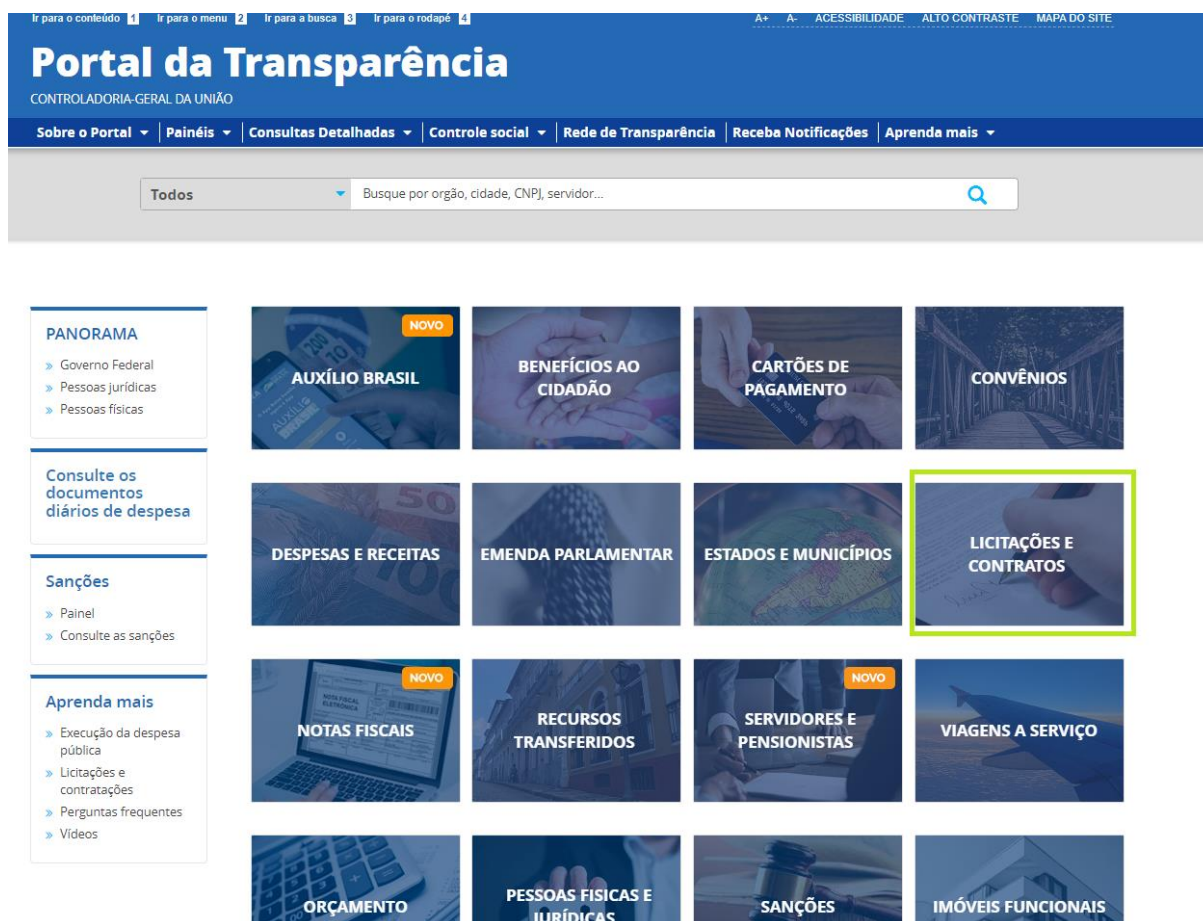 Ir para o conteúdo 1 Ir para o menu 2 Ir para a busca 3 Ir para o rodapé 4
A+ A- ACESSIBILIDADE ALTO CONTRASTE MAPA DO SITE
Portal da Transparência
CONTROLADORIA-GERAL DA UNIÃO
Sobre o Portal Painéis Consultas Detalhadas Controle social Rede de Transparência Receba Notificações Aprenda mais
Todos Busque por orgão, cidade, CNPJ, servidor...
PANORAMA
Governo Federal
Pessoas jurídicas
Pessoas físicas
Consulte os
documentos
diários de despesa
Sanções
Painel
Consulte as sanções
Aprenda mais
Execução da despesa
pública
Licitações e
contratações
Perguntas frequentes
Vídeos
NOVO
AUXÍLIO BRASIL
BENEFÍCIOS AO
CIDADÃO
CARTÕES DE
PAGAMENTO
CONVÊNIOS
DESPESAS E RECEITAS
EMENDA PARLAMENTAR
ESTADOS E MUNICÍPIOS
LICITAÇÕES E
CONTRATOS
NOVO
NOTAS FISCAIS
RECURSOS
TRANSFERIDOS
NOVO
SERVIDORES E
PENSIONISTAS
VIAGENS A SERVIÇO
ORÇAMENTO
PESSOAS FISICAS E
JURÍDICAS
SANÇÕES
IMÓVEIS FUNCIONAIS